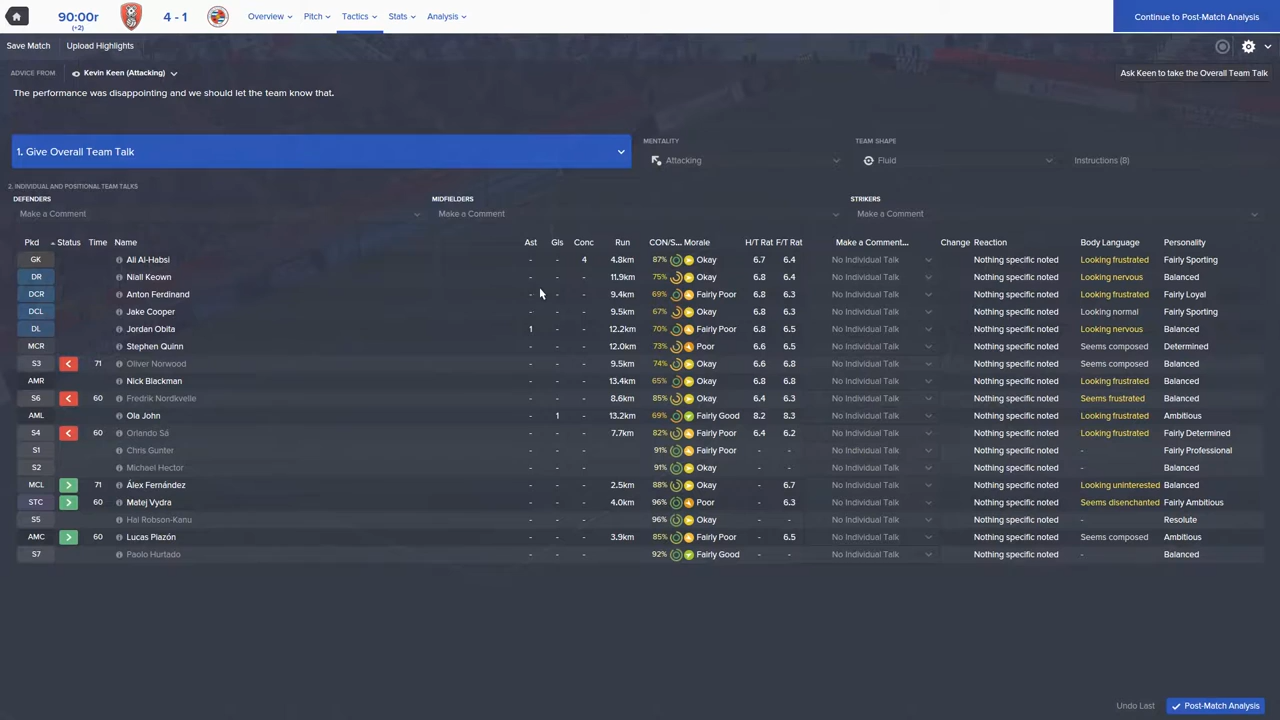 90:00r
(+2)
4 - 1
Overview
Pitch
Tactics
Stats
Analysis
Continue to Post-Match Analysis
Save Match
Upload Highlights
ADVICE FROM
Kevin Keen (Attacking)
Ask Keen to take the Overall Team Talk
The performance was disappointing and we should let the team know that.
1. Give Overall Team Talk
MENTALITY
Attacking
TEAM SHAPE
Fluid
Instructions (8)
2. INDIVIDUAL AND POSITIONAL TEAM TALKS
DEFENDERS
MIDFIELDERS
STRIKERS
Make a Comment
Make a Comment
Make a Comment
Pkd Status Time Name Ast Gls Conc Run CON/S... Morale H/T Rat F/T Rat Make a Comment... Change Reaction Body Language Personality
GK Ali Al-Habsi - - 4 4.8km 87% Okay 6.7 6.4 No Individual Talk Nothing specific noted Looking frustrated Fairly Sporting
DR Niall Keown - - - 11.9km 75% Okay 6.8 6.4 No Individual Talk Nothing specific noted Looking nervous Balanced
DCR Anton Ferdinand - - - 9.4km 69% Fairly Poor 6.8 6.3 No Individual Talk Nothing specific noted Looking frustrated Fairly Loyal
DCL Jake Cooper - - - 9.5km 67% Okay 6.8 6.3 No Individual Talk Nothing specific noted Looking normal Fairly Sporting
DL Jordan Obita 1 - - 12.2km 70% Fairly Poor 6.8 6.5 No Individual Talk Nothing specific noted Looking nervous Balanced
MCR Stephen Quinn - - - 12.0km 73% Poor 6.6 6.5 No Individual Talk Nothing specific noted Seems composed Determined
S3 71 Oliver Norwood - - - 9.5km 74% Okay 6.6 6.8 No Individual Talk Nothing specific noted Seems composed Balanced
AMR Nick Blackman - - - 13.4km 65% Okay 6.8 6.8 No Individual Talk Nothing specific noted Looking frustrated Balanced
S6 60 Fredrik Nordkvelle - - - 8.6km 85% Okay 6.4 6.3 No Individual Talk Nothing specific noted Seems frustrated Balanced
AML Ola John - 1 - 13.2km 69% Fairly Good 8.2 8.3 No Individual Talk Nothing specific noted Looking frustrated Ambitious
S4 60 Orlando Sá - - - 7.7km 82% Fairly Poor 6.4 6.2 No Individual Talk Nothing specific noted Looking frustrated Fairly Determined
S1 Chris Gunter 91% Fairly Poor - - No Individual Talk Nothing specific noted - Fairly Professional
S2 Michael Hector 91% Okay - - No Individual Talk Nothing specific noted - Balanced
MCL 71 Álex Fernández - - - 2.5km 88% Okay - 6.7 No Individual Talk Nothing specific noted Looking uninterested Balanced
STC 60 Matej Vydra - - - 4.0km 96% Poor - 6.3 No Individual Talk Nothing specific noted Seems disenchanted Fairly Ambitious
S5 Hal Robson-Kanu 96% Okay - - No Individual Talk Nothing specific noted - Resolute
AMC 60 Lucas Piazón - - - 3.9km 85% Fairly Poor - 6.5 No Individual Talk Nothing specific noted Seems composed Ambitious
S7 Paolo Hurtado 92% Fairly Good - - No Individual Talk Nothing specific noted - Balanced
Undo Last
Post-Match Analysis